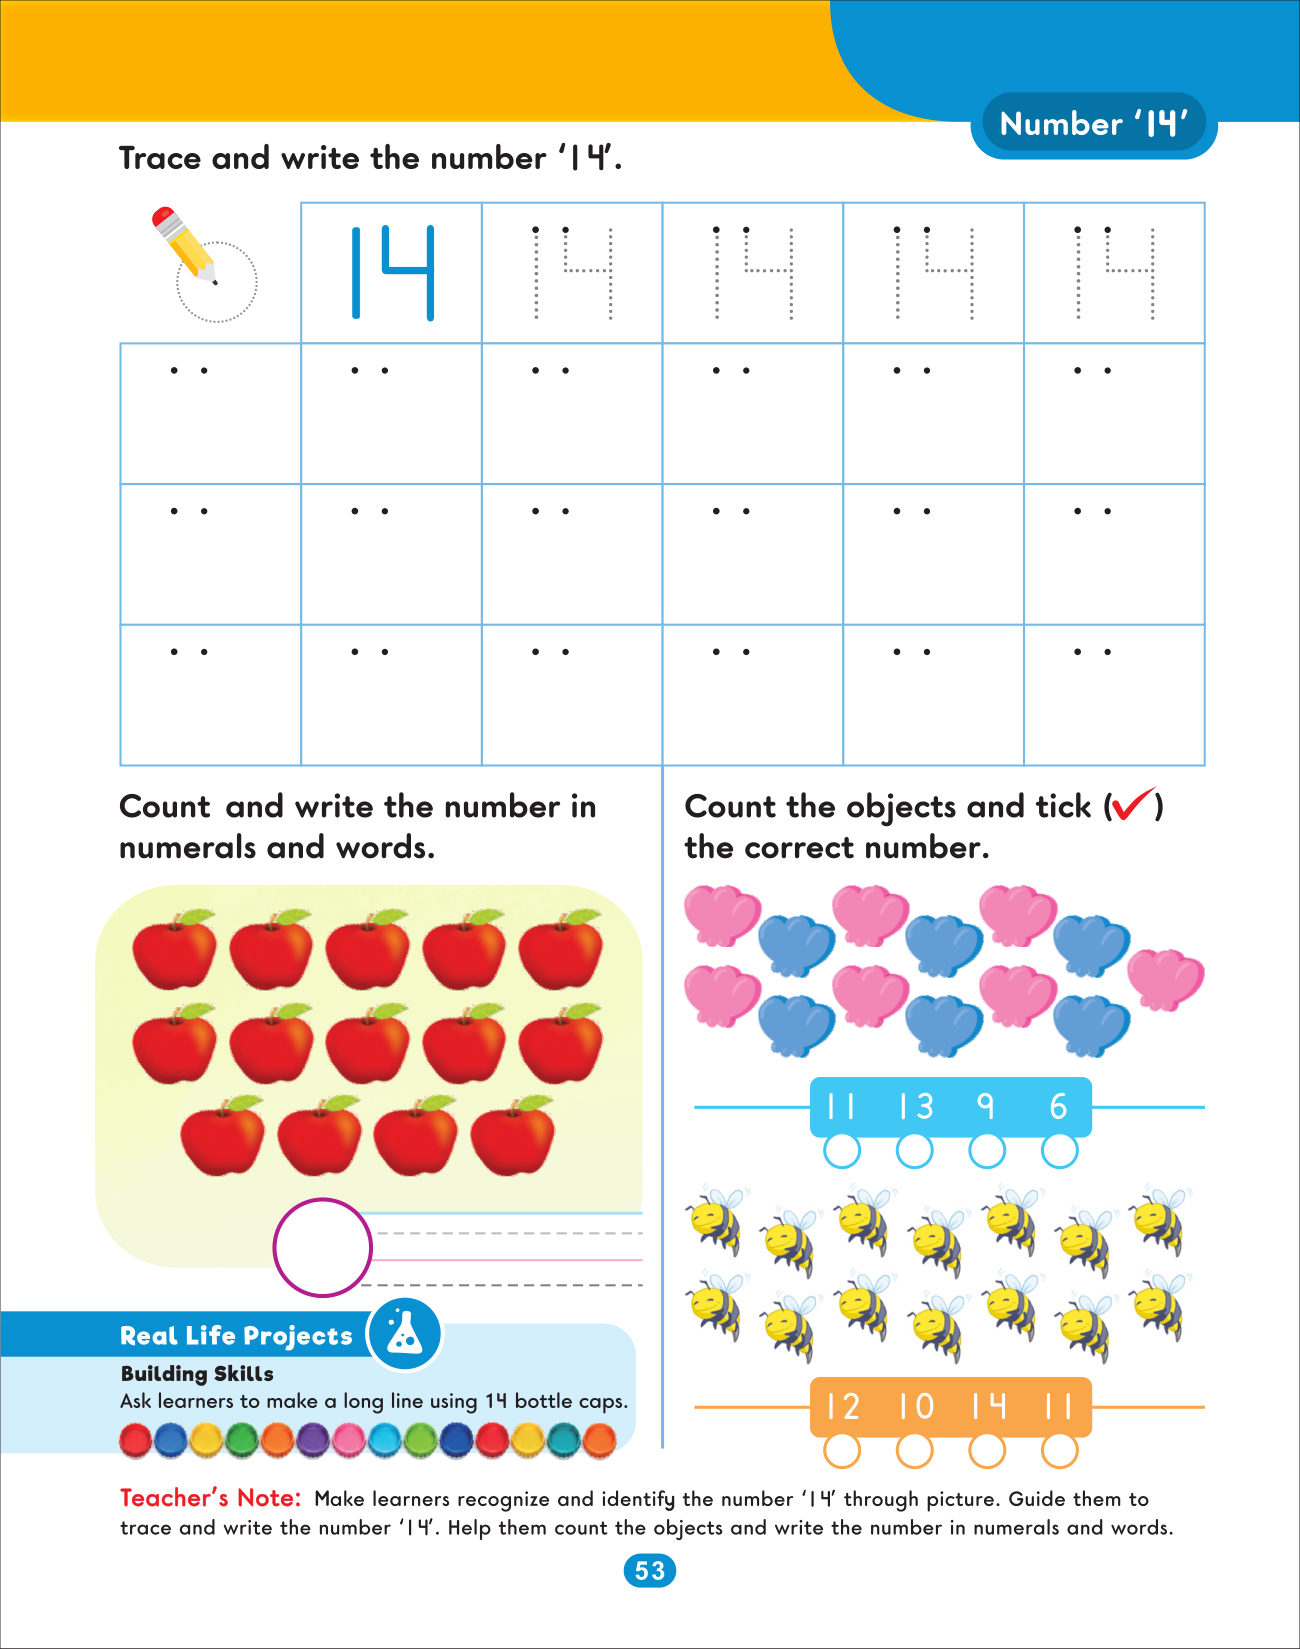 Number ‘14’
Trace and write the number ‘14’.
14 14 14 14 14
Count and write the number in
numerals and words.
Count the objects and tick (✓)
the correct number.
11 13 9 6
12 10 14 11
Real Life Projects
Building Skills
Ask learners to make a long line using 14 bottle caps.
Teacher’s Note: Make learners recognize and identify the number ‘14’ through picture. Guide them to
trace and write the number ‘14’. Help them count the objects and write the number in numerals and words.
53